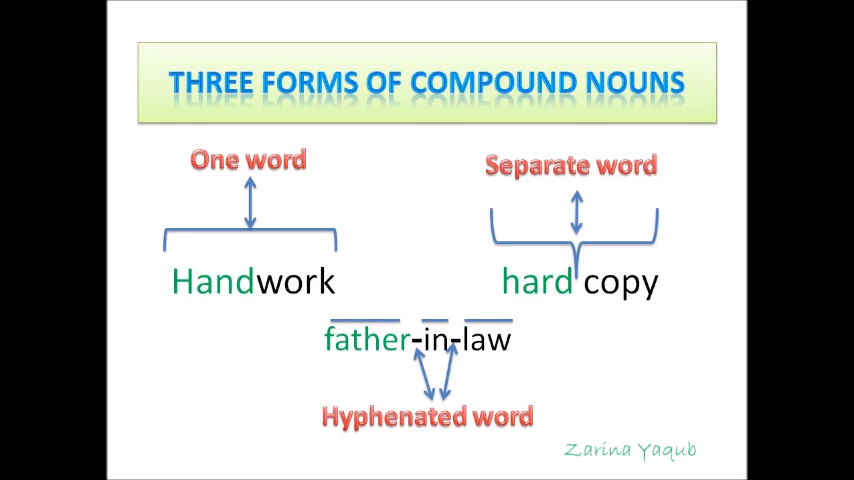 THREE FORMS OF COMPOUND NOUNS
One word
Separate word
Handwork
hard copy
father-in-law
Hyphenated word
Zarina Yaqub